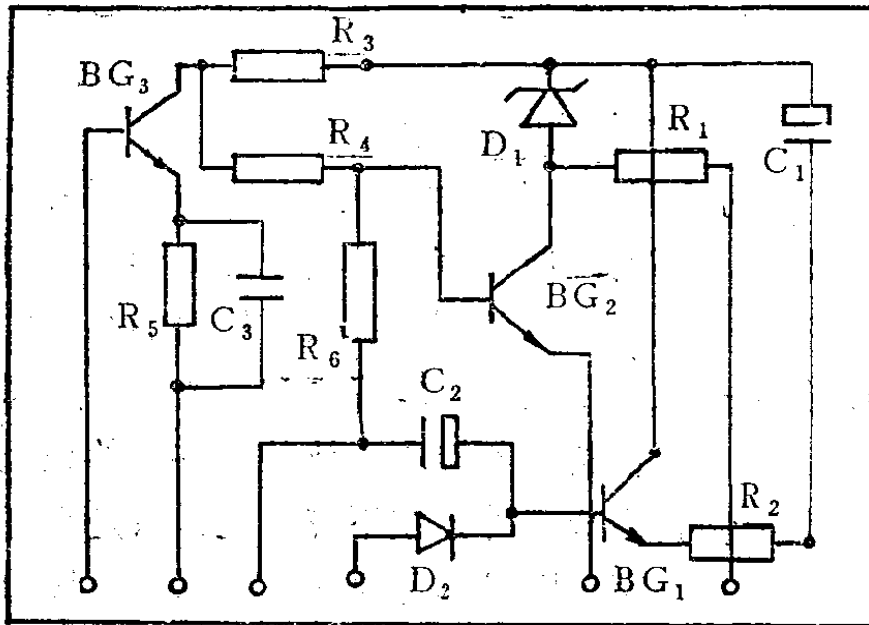 R₃
BG₃
R₄
D₁
R₁
C₁
R₅
C₃
R₆
BG₂
C₂
R₂
D₂
BG₁